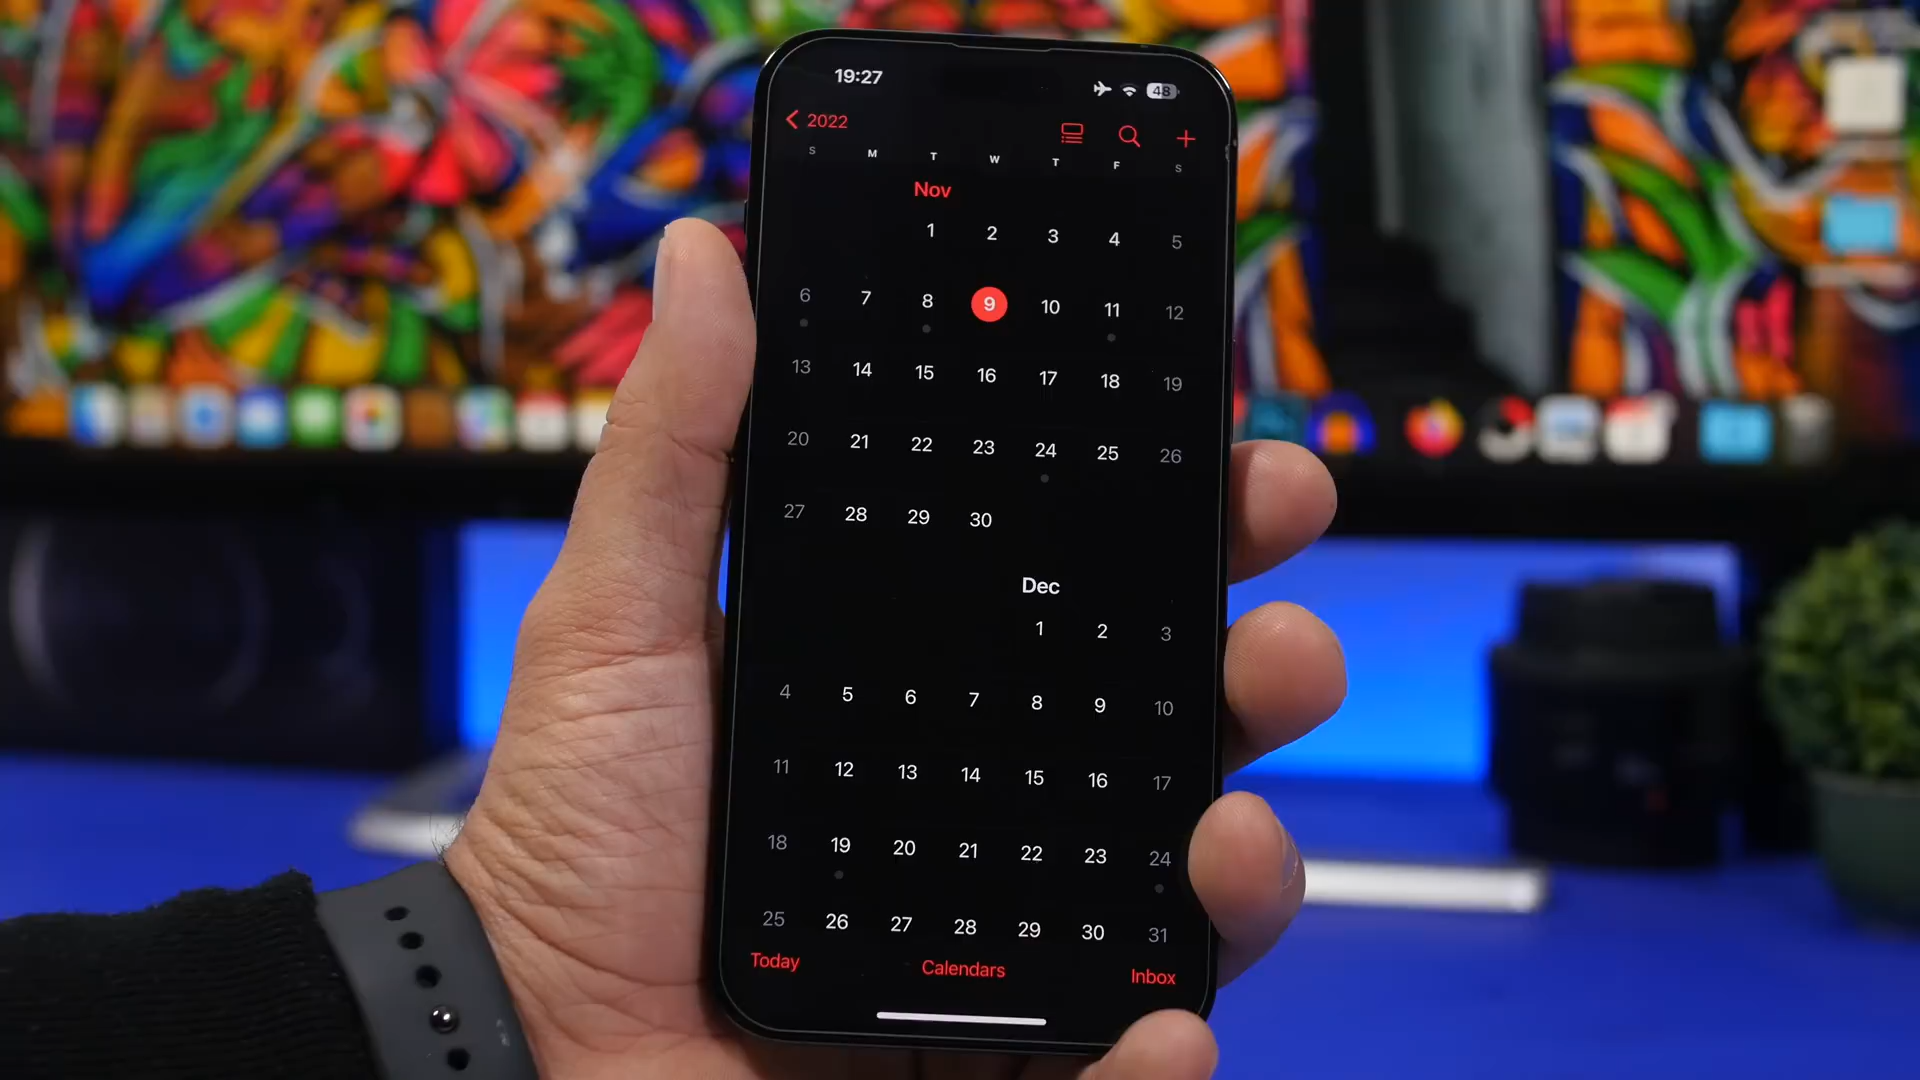 19:27
48
2022
S M T W T F S
Nov
1 2 3 4 5
6 7 8 9 10 11 12
13 14 15 16 17 18 19
20 21 22 23 24 25 26
27 28 29 30
Dec
1 2 3
4 5 6 7 8 9 10
11 12 13 14 15 16 17
18 19 20 21 22 23 24
25 26 27 28 29 30 31
Today Calendars Inbox